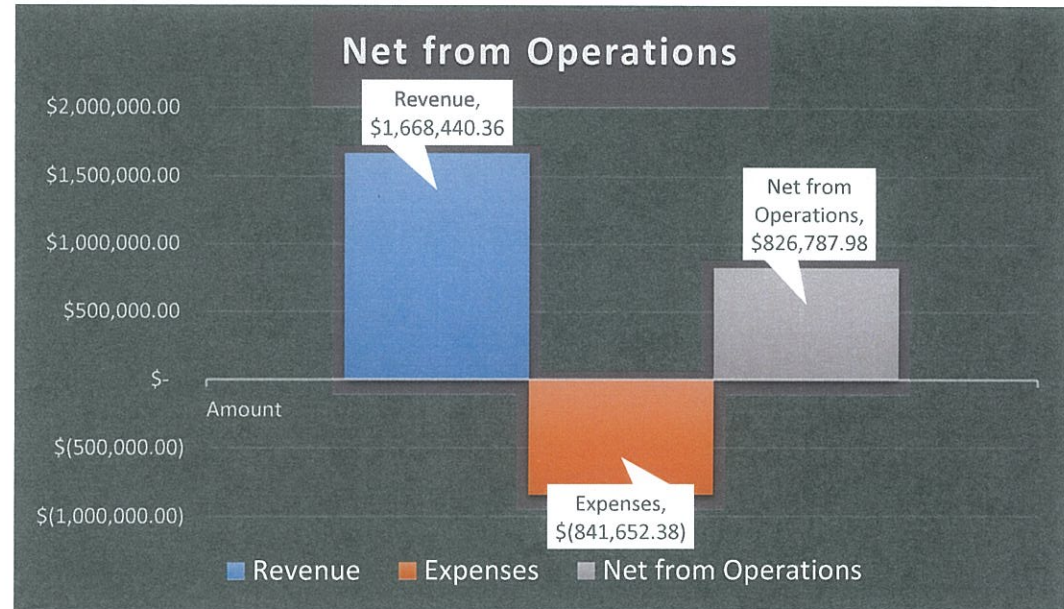 Net from Operations
$2,000,000.00
$1,500,000.00
$1,000,000.00
$500,000.00
$-
$(500,000.00)
$(1,000,000.00)
Revenue,
$1,668,440.36
Net from
Operations,
$826,787.98
Amount
Expenses,
$(841,652.38)
Revenue
Expenses
Net from Operations